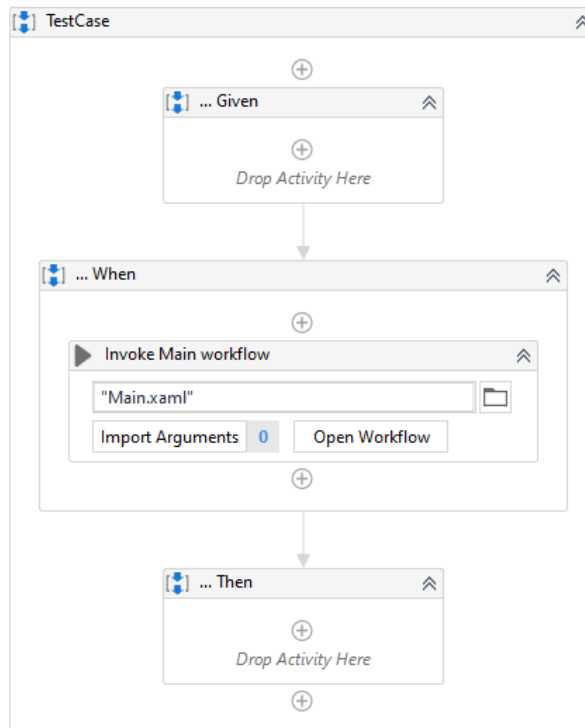 TestCase
... Given
Drop Activity Here
... When
Invoke Main workflow
"Main.xaml"
Import Arguments 0 Open Workflow
... Then
Drop Activity Here